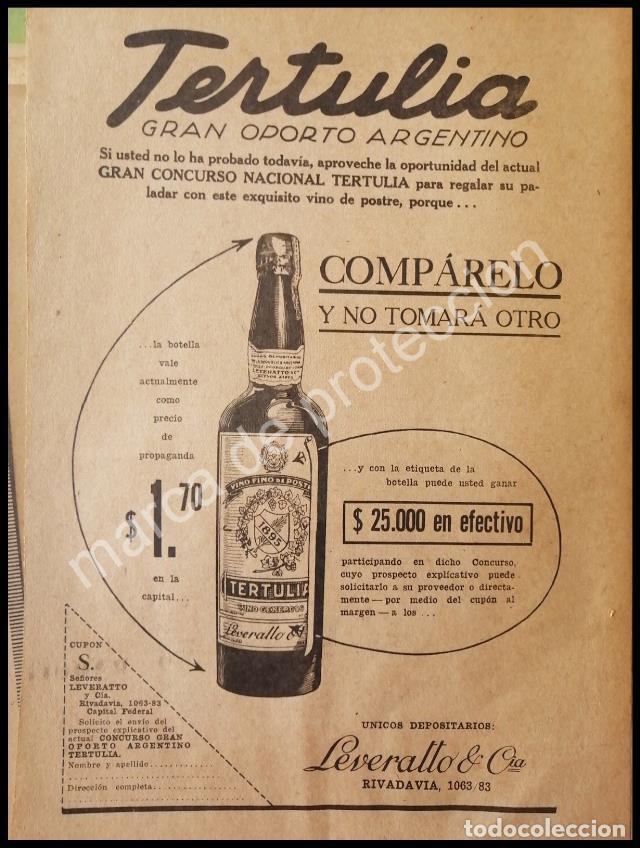 Tertulia
GRAN OPORTO ARGENTINO
Si usted no lo ha probado todavía, aproveche la oportunidad del actual
GRAN CONCURSO NACIONAL TERTULIA para regalar su pa-
ladar con este exquisito vino de postre, porque . . .
COMPÁRELO
Y NO TOMARÁ OTRO
...la botella
vale
actualmente
como
precio
de
propaganda
$ 1.70
en la
capital...
LEVERATTO & Cª
BUENOS AIRES
VINO FINO DE POSTRE
1895
TERTULIA
VINO GENEROSO
Leveratto &
...y con la etiqueta de la
botella puede usted ganar
$ 25.000 en efectivo
participando en dicho Concurso,
cuyo prospecto explicativo puede
solicitarlo a su proveedor o directa-
mente — por medio del cupón al
margen — a los ...
CUPON
S.
Señores
LEVERATTO
y Cía.
Rivadavia, 1063-83
Capital Federal
Solicito el envío del
prospecto explicativo del
actual CONCURSO GRAN
OPORTO ARGENTINO
TERTULIA.
Nombre y apellido
Dirección completa
UNICOS DEPOSITARIOS:
Leveratto & Cia
RIVADAVIA, 1063/83
marca de protección
todocoleccion